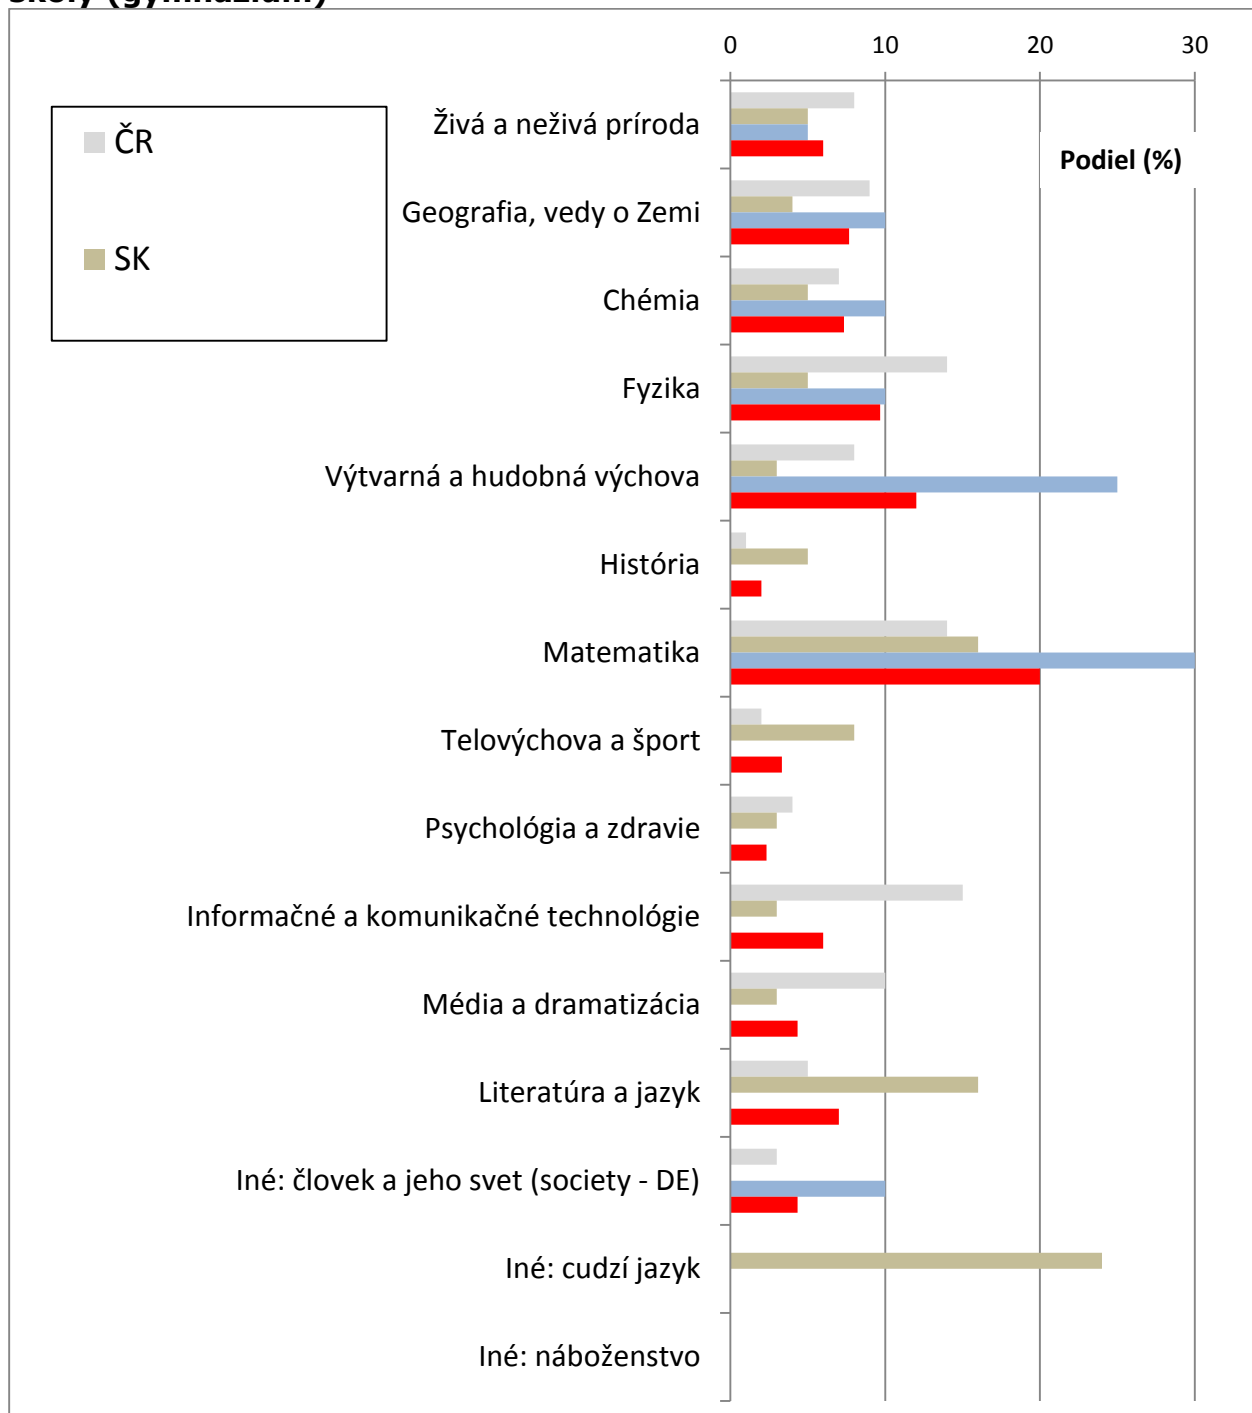 školy (gymnázium)
0 10 20 30
Podiel (%)
ČR
SK
Živá a neživá príroda
Geografia, vedy o Zemi
Chémia
Fyzika
Výtvarná a hudobná výchova
História
Matematika
Telovýchova a šport
Psychológia a zdravie
Informačné a komunikačné technológie
Média a dramatizácia
Literatúra a jazyk
Iné: človek a jeho svet (society - DE)
Iné: cudzí jazyk
Iné: náboženstvo